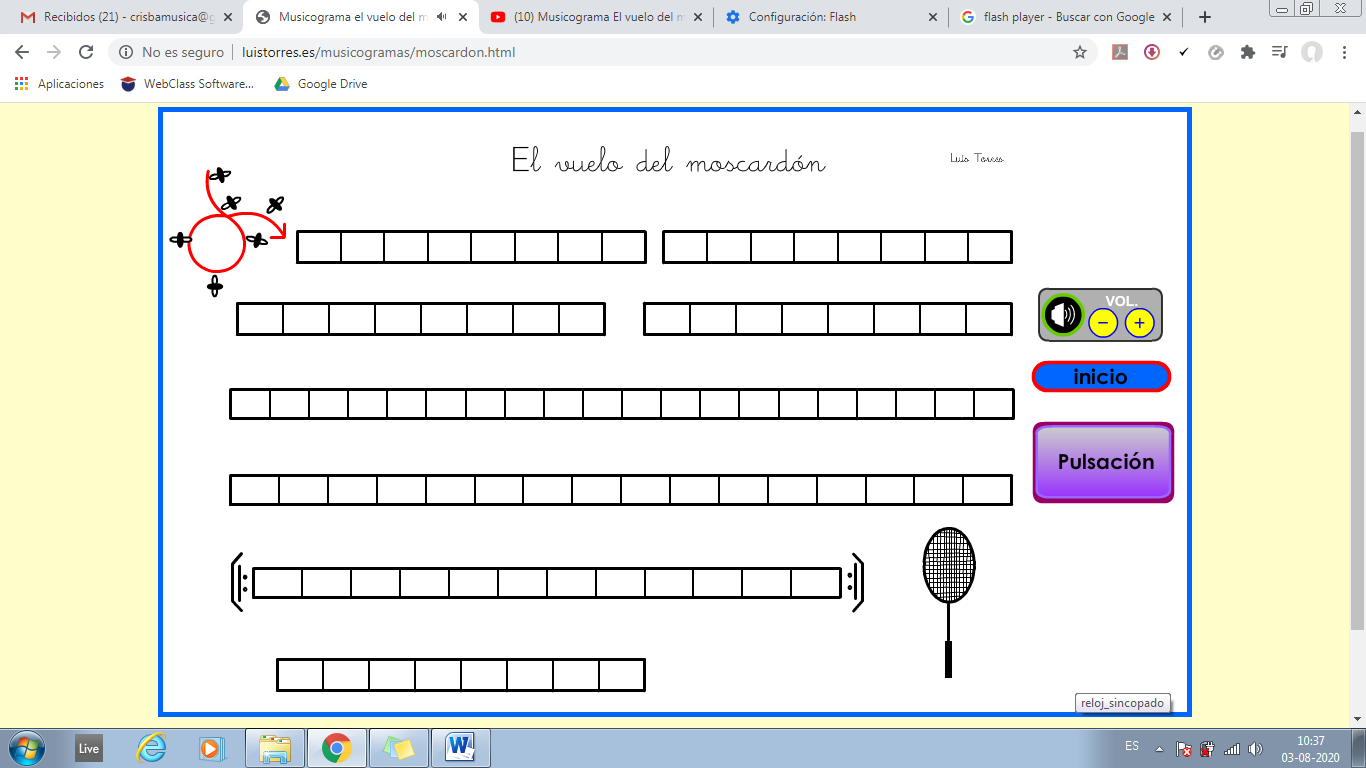 Recibidos (21) - crisbamusica@g
Musicograma el vuelo del m
(10) Musicograma El vuelo del m
Configuración: Flash
flash player - Buscar con Google
No es seguro
luistorres.es/musicogramas/moscardon.html
Aplicaciones
WebClass Software...
Google Drive
El vuelo del moscardón
Luis Torres
VOL.
− +
inicio
Pulsación
reloj_sincopado
Live
ES
10:37
03-08-2020